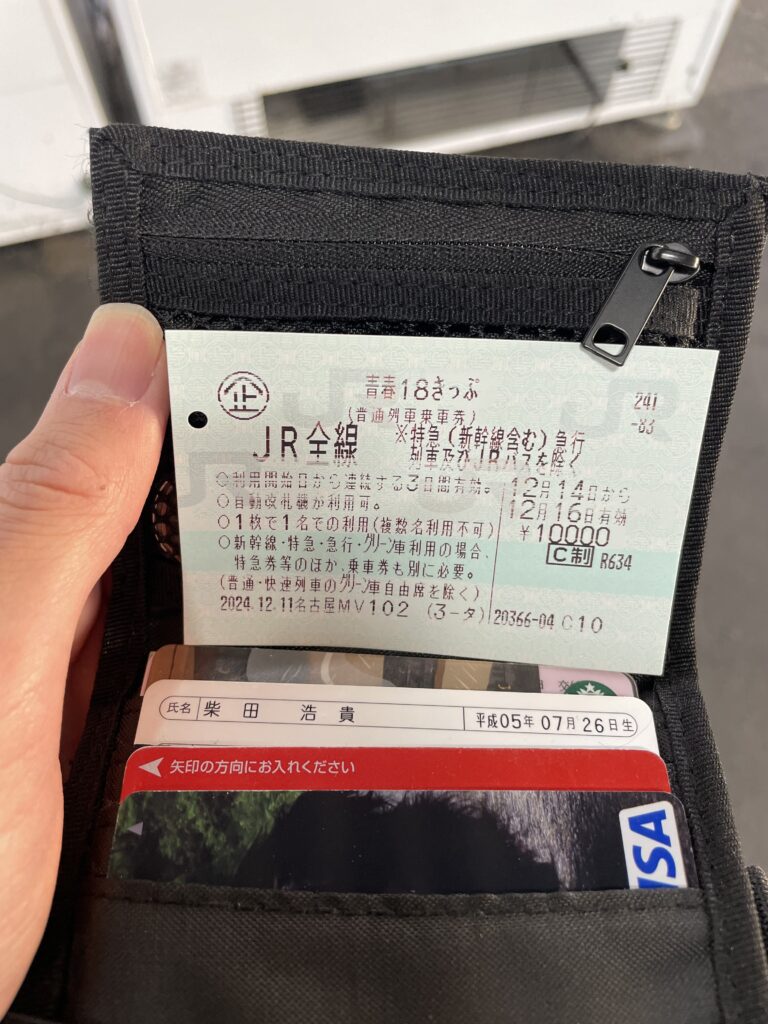 企
青春18きっぷ
241
-83
(普通列車乗車券)
JR全線
※特急(新幹線含む)急行
列車及びJRバスを除く
○利用開始日から連続する3日間有効。
○自動改札機が利用可。
○1枚で1名での利用(複数名利用不可)
○新幹線・特急・急行・グリーン車利用の場合、
特急券等のほか、乗車券も別に必要。
(普通・快速列車のグリーン車自由席を除く)
12月14日から
12月16日有効
¥10000
C制 R634
2024.12.11名古屋MV102 (3-タ) 20366-04 C10
氏名 柴田 浩貴 平成05年07月26日生
矢印の方向にお入れください
VISA